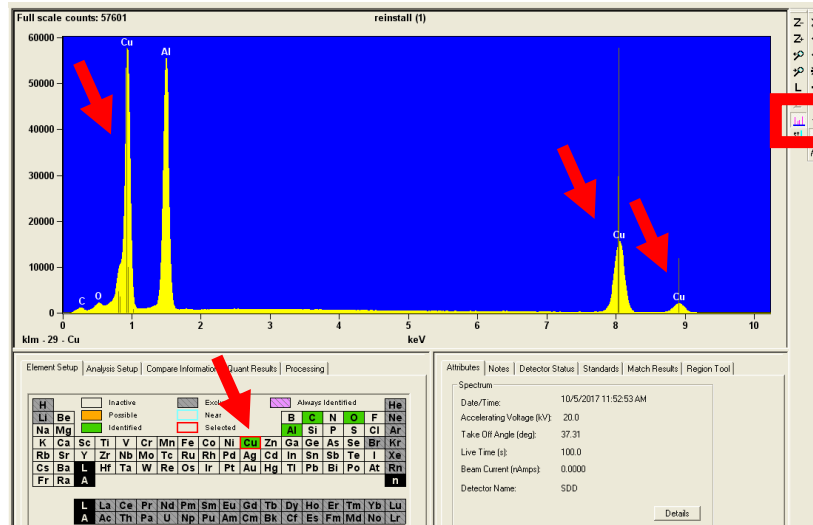 Full scale counts: 57601 reinstall (1)
60000
50000
40000
30000
20000
10000
0
Cu
Al
C
O
Cu
Cu
0 1 2 3 4 5 6 7 8 9 10
klm - 29 - Cu keV
Z-
Z+
L
Element Setup Analysis Setup Compare Information Quant Results Processing
Inactive
Possible Near
Identified Selected
Always Identified
H He
Li Be B C N O F Ne
Na Mg Al Si P S Cl Ar
K Ca Sc Ti V Cr Mn Fe Co Ni Cu Zn Ga Ge As Se Br Kr
Rb Sr Y Zr Nb Mo Tc Ru Rh Pd Ag Cd In Sn Sb Te I Xe
Cs Ba L Hf Ta W Re Os Ir Pt Au Hg Tl Pb Bi Po At Rn
Fr Ra A n
L La Ce Pr Nd Pm Sm Eu Gd Tb Dy Ho Er Tm Yb Lu
A Ac Th Pa U Np Pu Am Cm Bk Cf Es Fm Md No Lr
Attributes Notes Detector Status Standards Match Results Region Tool
Spectrum
Date/Time: 10/5/2017 11:52:53 AM
Accelerating Voltage (kV): 20.0
Take Off Angle (deg): 37.31
Live Time (s): 100.0
Beam Current (nAmps): 0.0000
Detector Name: SDD
Details